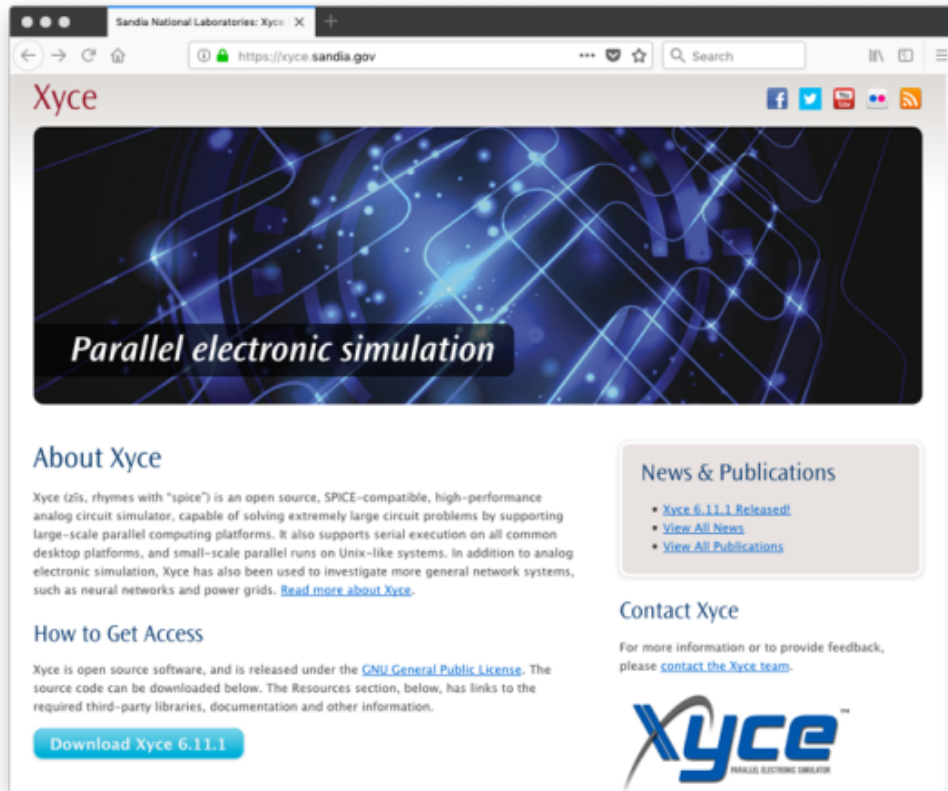 Sandia National Laboratories: Xyce
https://xyce.sandia.gov
Search
Xyce
You
Tube
Parallel electronic simulation
About Xyce
Xyce (zīs, rhymes with “spice”) is an open source, SPICE-compatible, high-performance
analog circuit simulator, capable of solving extremely large circuit problems by supporting
large-scale parallel computing platforms. It also supports serial execution on all common
desktop platforms, and small-scale parallel runs on Unix-like systems. In addition to analog
electronic simulation, Xyce has also been used to investigate more general network systems,
such as neural networks and power grids. Read more about Xyce.
How to Get Access
Xyce is open source software, and is released under the GNU General Public License. The
source code can be downloaded below. The Resources section, below, has links to the
required third-party libraries, documentation and other information.
Download Xyce 6.11.1
News & Publications
• Xyce 6.11.1 Released!
• View All News
• View All Publications
Contact Xyce
For more information or to provide feedback,
please contact the Xyce team.
Xyce™
PARALLEL ELECTRONIC SIMULATOR